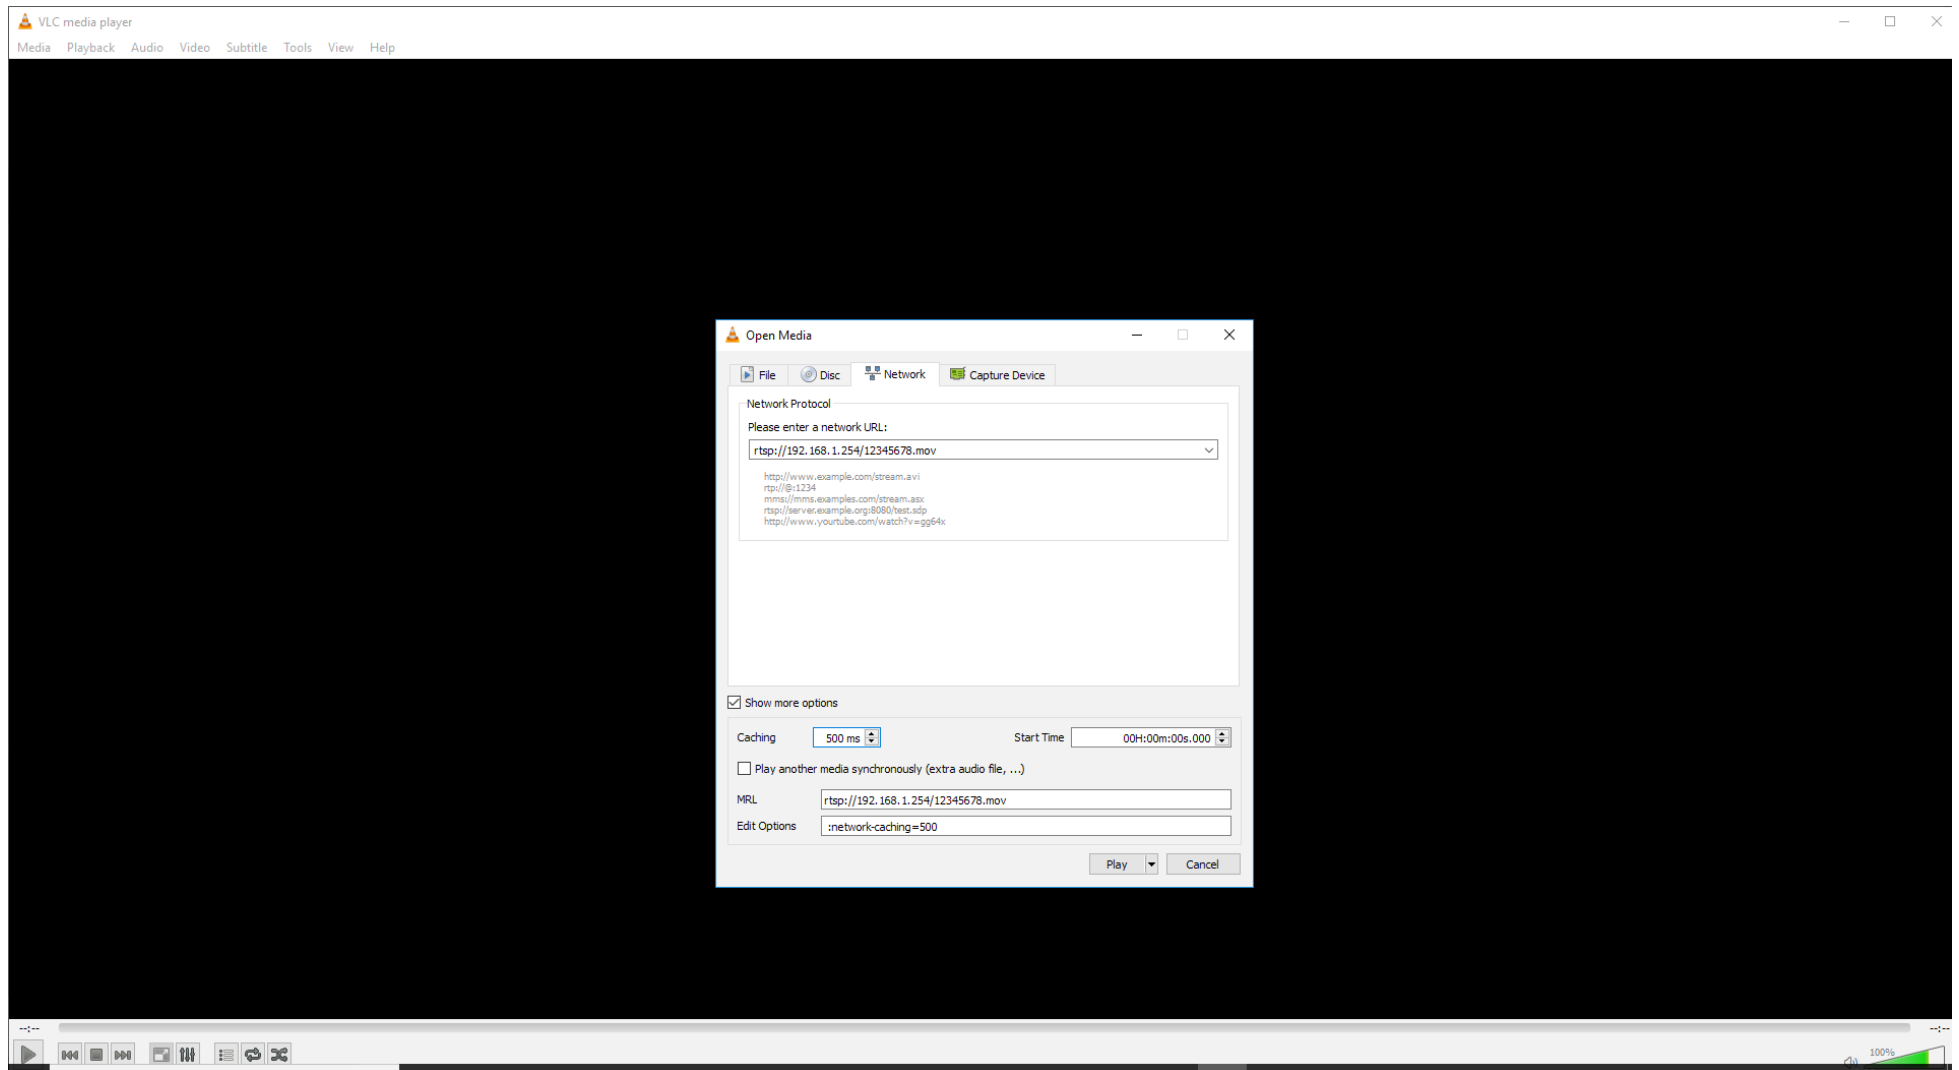 VLC media player
Media Playback Audio Video Subtitle Tools View Help
Open Media
File Disc Network Capture Device
Network Protocol
Please enter a network URL:
rtsp://192.168.1.254/12345678.mov
http://www.example.com/stream.avi
rtp://@:1234
mms://mms.examples.com/stream.asx
rtsp://server.example.org:8080/test.sdp
http://www.yourtube.com/watch?v=gg64x
Show more options
Caching 500 ms Start Time 00H:00m:00s.000
Play another media synchronously (extra audio file, ...)
MRL rtsp://192.168.1.254/12345678.mov
Edit Options :network-caching=500
Play Cancel
--:-- --:--
100%